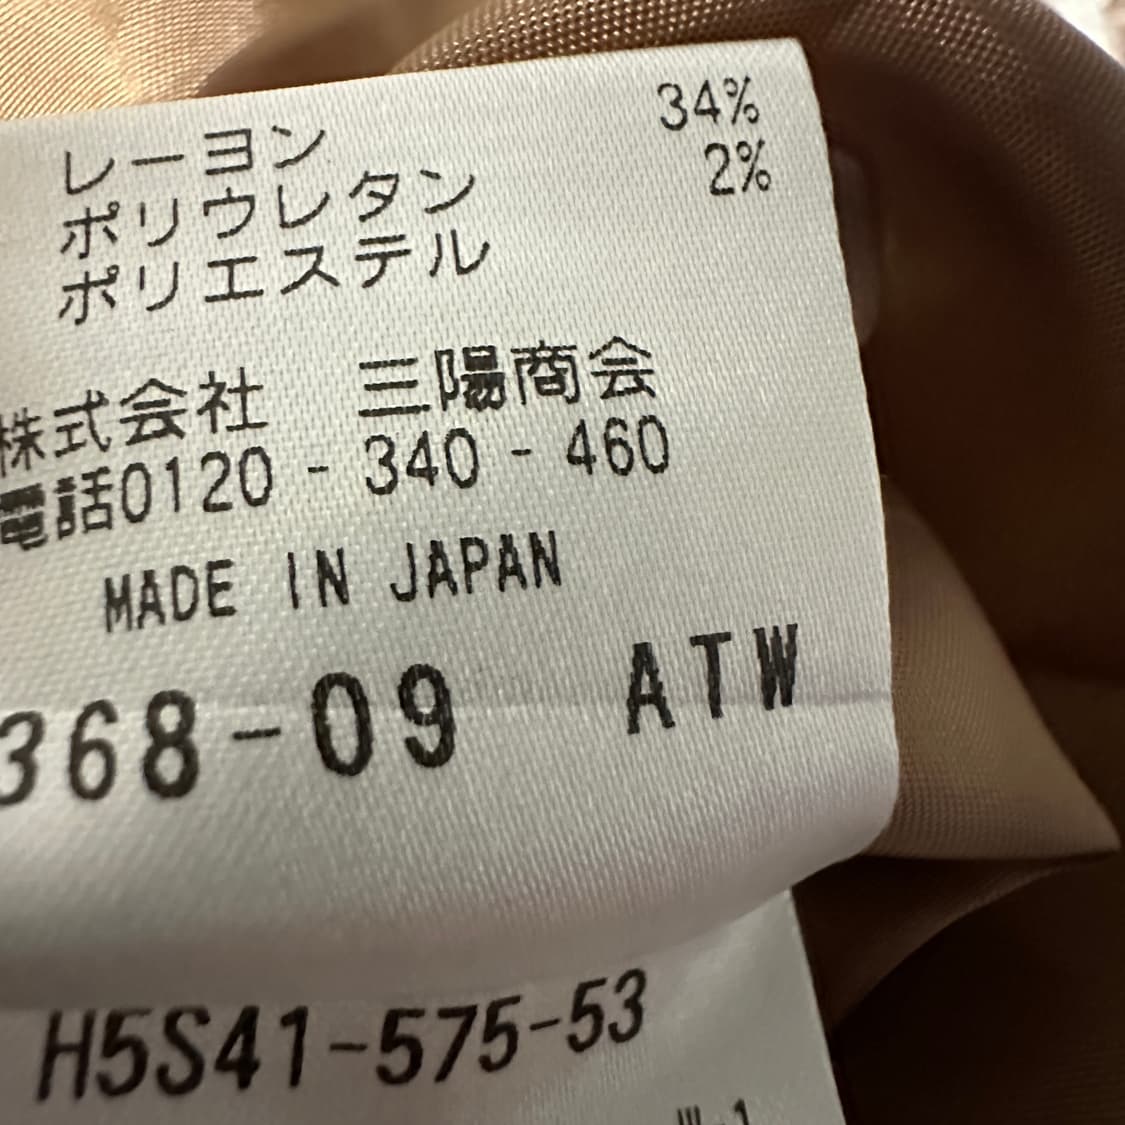 レーヨン 34%
ポリウレタン 2%
ポリエステル
株式会社 三陽商会
電話0120-340-460
MADE IN JAPAN
368-09 ATW
H5S41-575-53